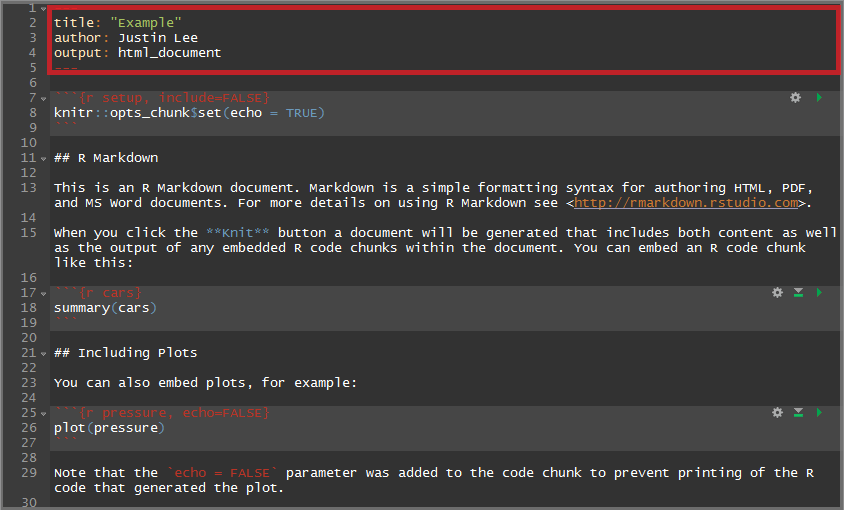 1 ---
2 title: "Example"
3 author: Justin Lee
4 output: html_document
5 ---
6
7 ```{r setup, include=FALSE}
8 knitr::opts_chunk$set(echo = TRUE)
9 ```
10
11 ## R Markdown
12
13 This is an R Markdown document. Markdown is a simple formatting syntax for authoring HTML, PDF,
and MS Word documents. For more details on using R Markdown see <http://rmarkdown.rstudio.com>.
14
15 When you click the **Knit** button a document will be generated that includes both content as well
as the output of any embedded R code chunks within the document. You can embed an R code chunk
like this:
16
17 ```{r cars}
18 summary(cars)
19 ```
20
21 ## Including Plots
22
23 You can also embed plots, for example:
24
25 ```{r pressure, echo=FALSE}
26 plot(pressure)
27 ```
28
29 Note that the `echo = FALSE` parameter was added to the code chunk to prevent printing of the R
code that generated the plot.
30